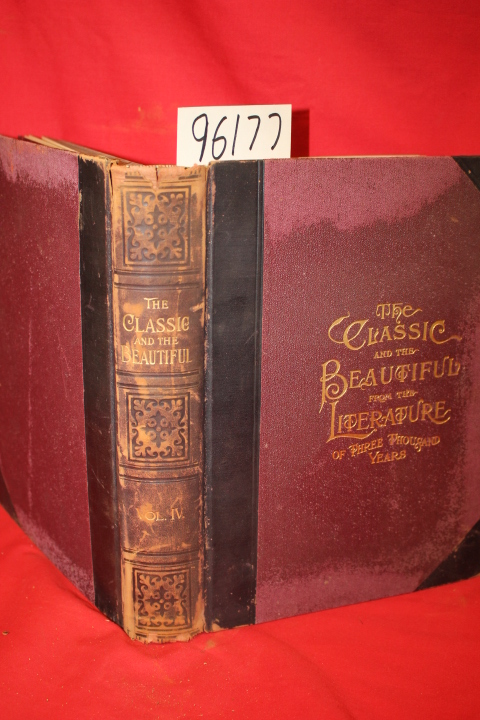 96177
THE
CLASSIC
AND THE
BEAUTIFUL
VOL. IV.
The
CLASSIC
AND THE
BEAUTIFUL
FROM THE
LITERATURE
OF THREE THOUSAND
YEARS